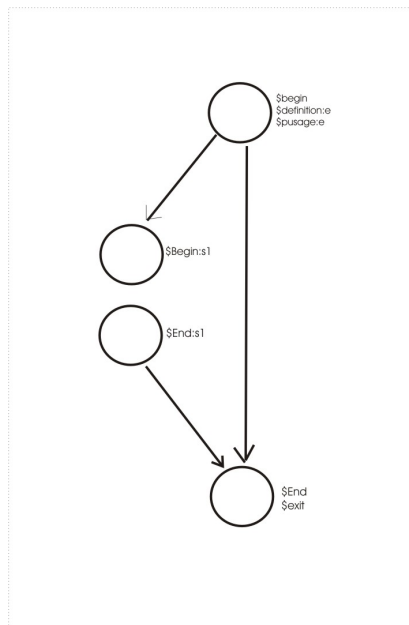 $begin
$definition:e
$pusage:e
$Begin:s1
$End:s1
$End
$exit